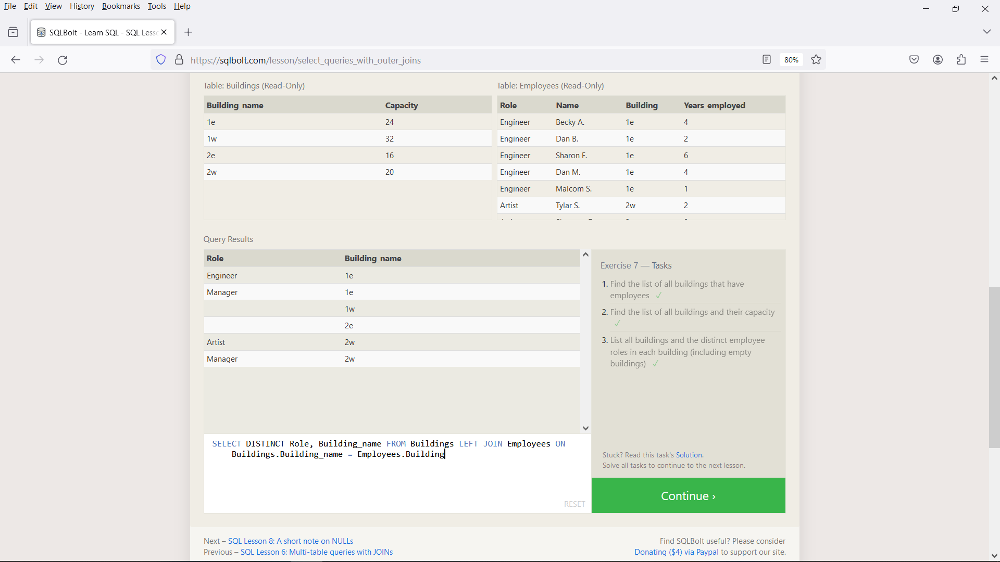 File Edit View History Bookmarks Tools Help
SQLBolt - Learn SQL - SQL Less
https://sqlbolt.com/lesson/select_queries_with_outer_joins 80%
Table: Buildings (Read-Only)
Building_name Capacity
1e 24
1w 32
2e 16
2w 20
Table: Employees (Read-Only)
Role Name Building Years_employed
Engineer Becky A. 1e 4
Engineer Dan B. 1e 2
Engineer Sharon F. 1e 6
Engineer Dan M. 1e 4
Engineer Malcom S. 1e 1
Artist Tylar S. 2w 2
Query Results
Role Building_name
Engineer 1e
Manager 1e
1w
2e
Artist 2w
Manager 2w
Exercise 7 — Tasks
1. Find the list of all buildings that have
employees ✓
2. Find the list of all buildings and their capacity
✓
3. List all buildings and the distinct employee
roles in each building (including empty
buildings) ✓
SELECT DISTINCT Role, Building_name FROM Buildings LEFT JOIN Employees ON
Buildings.Building_name = Employees.Building
RESET
Stuck? Read this task's Solution.
Solve all tasks to continue to the next lesson.
Continue ›
Next – SQL Lesson 8: A short note on NULLs
Previous – SQL Lesson 6: Multi-table queries with JOINs
Find SQLBolt useful? Please consider
Donating ($4) via Paypal to support our site.